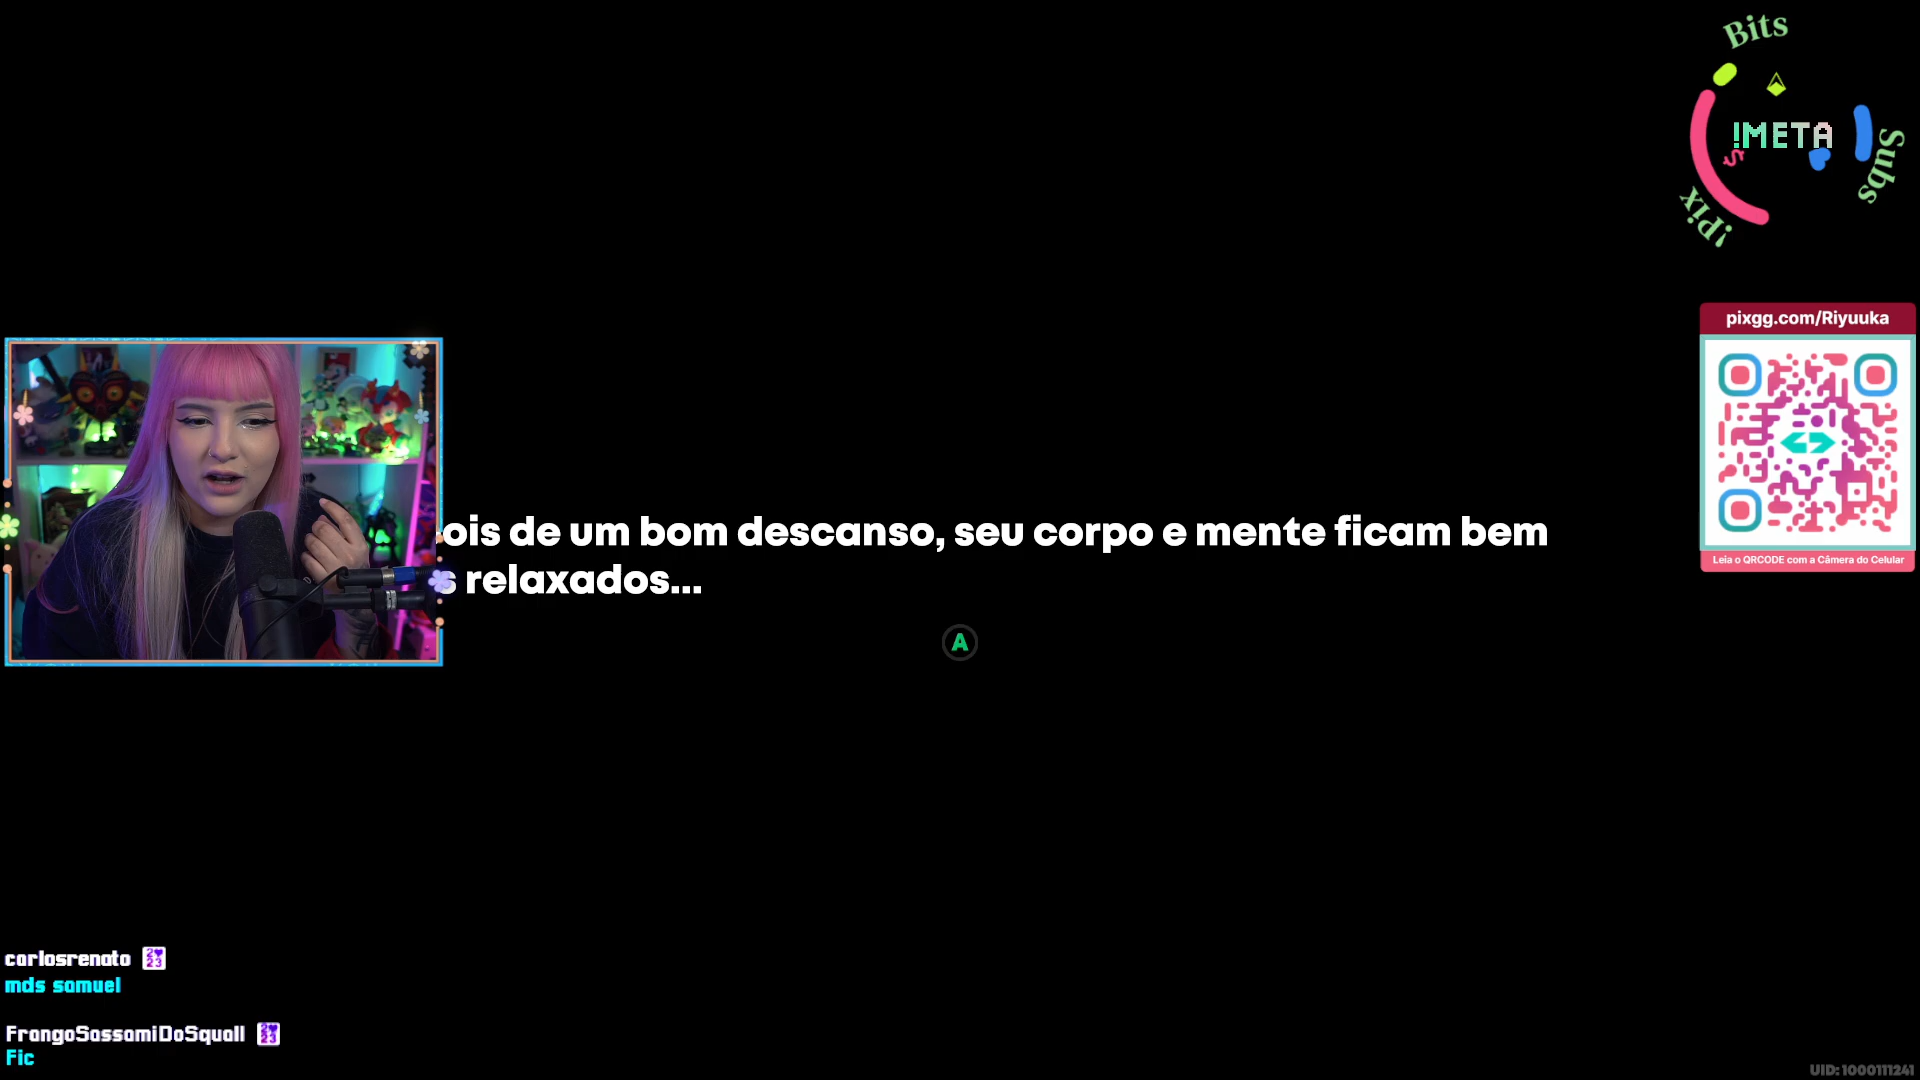 Bits
!META
Subs
!Pix
pixgg.com/Riyuuka
Leia o QRCODE com a Câmera do Celular
ois de um bom descanso, seu corpo e mente ficam bem
s relaxados...
A
carlosrenato
mds samuel
FrangoSassamiDoSquall
Fic
UID: 1000111241